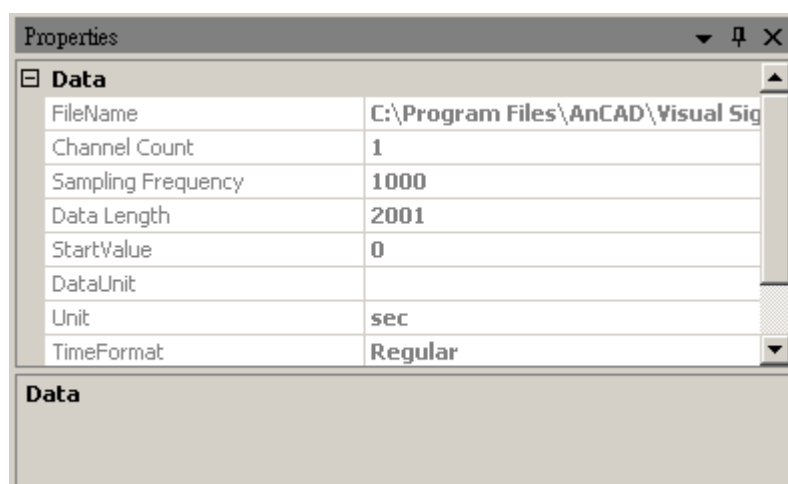 Properties
Data
FileName C:\Program Files\AnCAD\Visual Sig
Channel Count 1
Sampling Frequency 1000
Data Length 2001
StartValue 0
DataUnit
Unit sec
TimeFormat Regular
Data